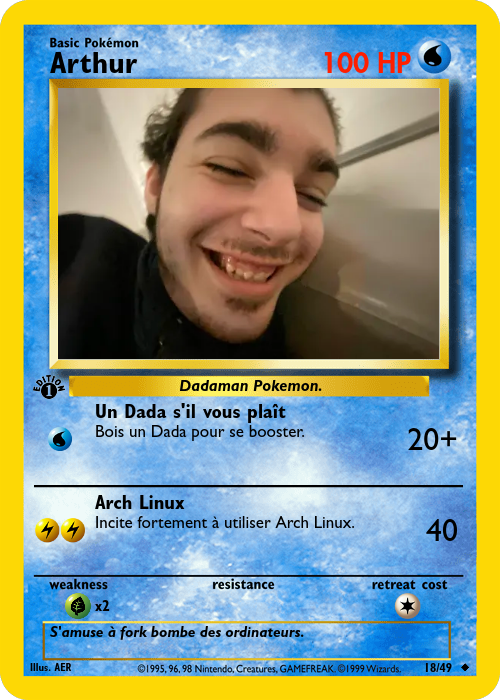 Basic Pokémon
Arthur
100 HP
EDITION
1
Dadaman Pokemon.
Un Dada s'il vous plaît
Bois un Dada pour se booster.
20+
Arch Linux
Incite fortement à utiliser Arch Linux.
40
weakness
resistance
retreat cost
x2
S'amuse à fork bombe des ordinateurs.
Illus. AER
©1995, 96, 98 Nintendo, Creatures, GAMEFREAK. ©1999 Wizards.
18/49